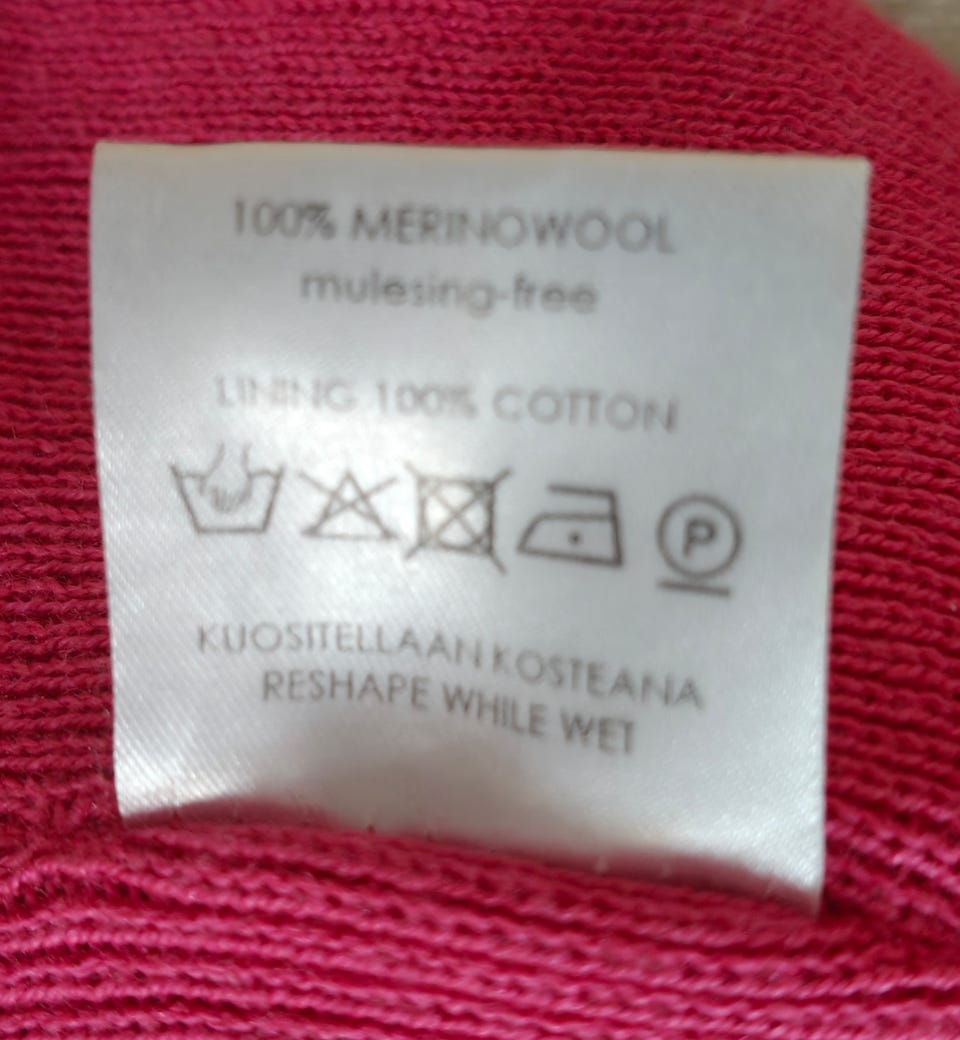 100% MERINOWOOL
mulesing-free
LINING 100% COTTON
P
KUOSITELLAAN KOSTEANA
RESHAPE WHILE WET